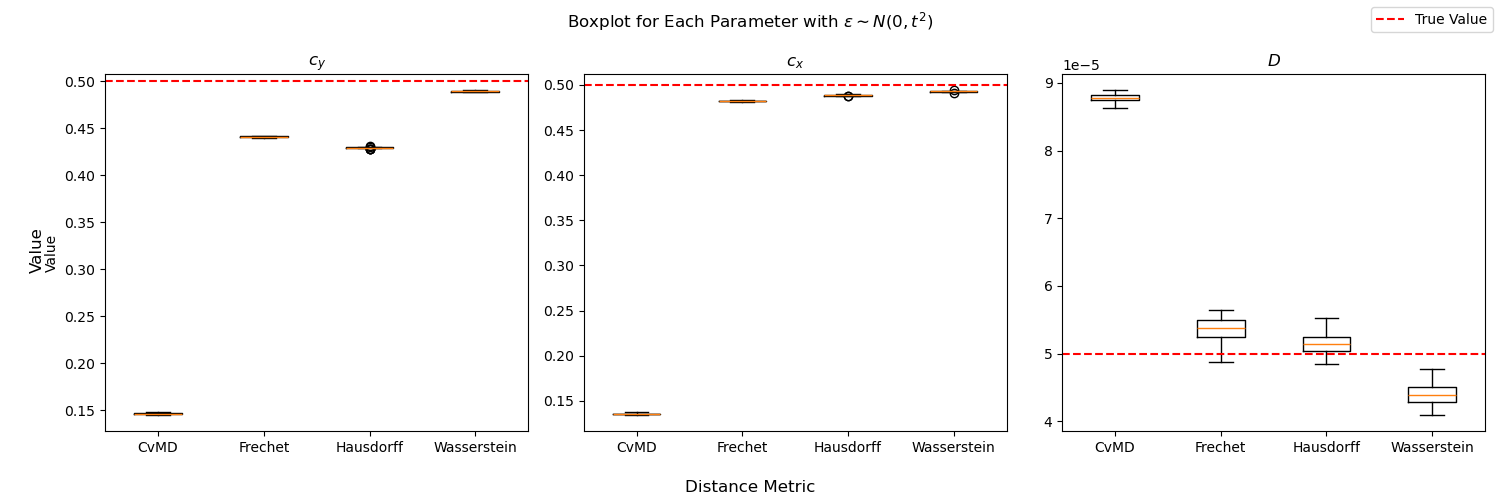 Boxplot for Each Parameter with $\varepsilon \sim N(0, t^2)$
True Value
$c_y$
$c_x$
$D$
1e−5
Value
Value
0.50
0.45
0.40
0.35
0.30
0.25
0.20
0.15
CvMD Frechet Hausdorff Wasserstein
0.50
0.45
0.40
0.35
0.30
0.25
0.20
0.15
CvMD Frechet Hausdorff Wasserstein
9
8
7
6
5
4
CvMD Frechet Hausdorff Wasserstein
Distance Metric